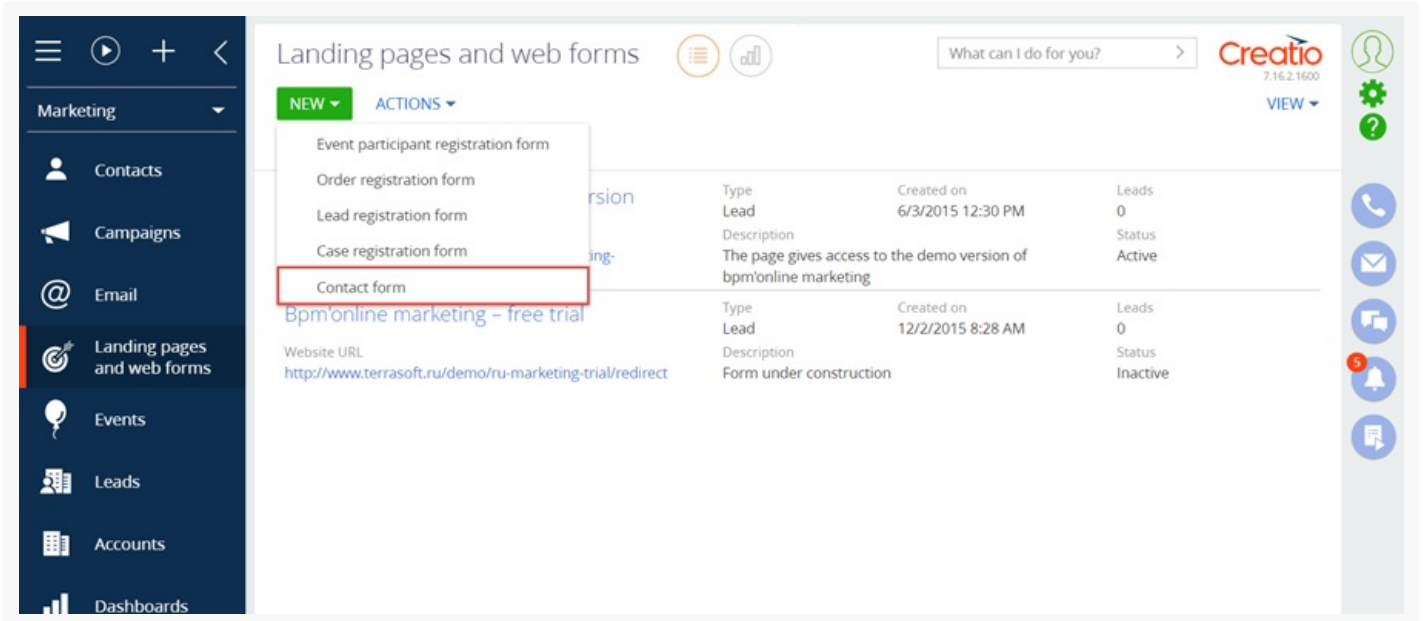 Landing pages and web forms
What can I do for you?
Creatio
7.16.2.1600
Marketing
NEW
ACTIONS
VIEW
Contacts
Campaigns
Email
Landing pages
and web forms
Events
Leads
Accounts
Dashboards
Event participant registration form
Order registration form
Lead registration form
Case registration form
Contact form
rsion
Type
Lead
Created on
6/3/2015 12:30 PM
Leads
0
ing-
Description
The page gives access to the demo version of
bpm'online marketing
Status
Active
Bpm'online marketing – free trial
Type
Lead
Created on
12/2/2015 8:28 AM
Leads
0
Website URL
http://www.terrasoft.ru/demo/ru-marketing-trial/redirect
Description
Form under construction
Status
Inactive
5